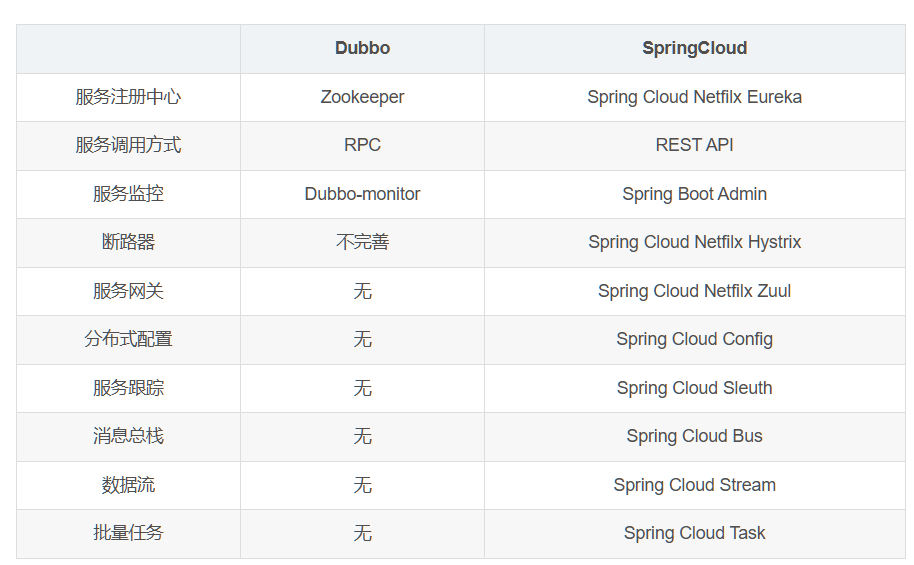 Dubbo SpringCloud
服务注册中心 Zookeeper Spring Cloud Netfilx Eureka
服务调用方式 RPC REST API
服务监控 Dubbo-monitor Spring Boot Admin
断路器 不完善 Spring Cloud Netfilx Hystrix
服务网关 无 Spring Cloud Netfilx Zuul
分布式配置 无 Spring Cloud Config
服务跟踪 无 Spring Cloud Sleuth
消息总栈 无 Spring Cloud Bus
数据流 无 Spring Cloud Stream
批量任务 无 Spring Cloud Task